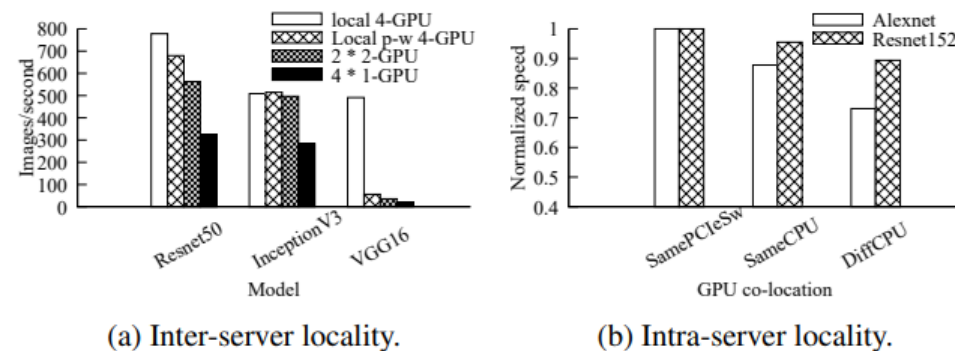 local 4-GPU
Local p-w 4-GPU
2 * 2-GPU
4 * 1-GPU
800
700
600
500
400
300
200
100
0
Images/second
Resnet50
InceptionV3
VGG16
Model
(a) Inter-server locality.
Alexnet
Resnet152
1
0.9
0.8
0.7
0.6
0.5
0.4
Normalized speed
SamePCIeSw
SameCPU
DiffCPU
GPU co-location
(b) Intra-server locality.